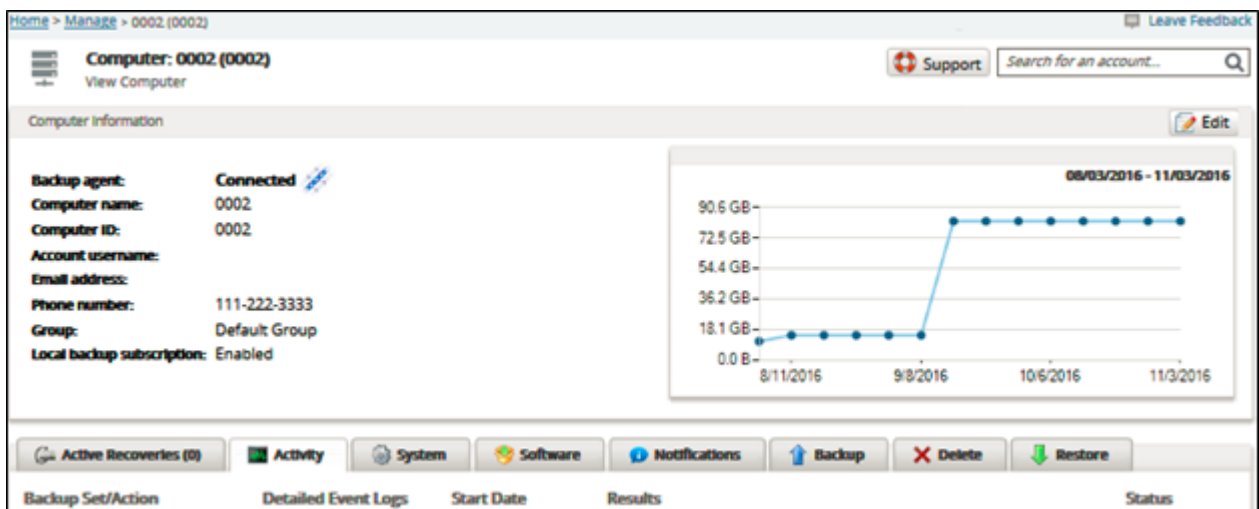 Home > Manage > 0002 (0002)
Leave Feedback
Computer: 0002 (0002)
View Computer
Support
Search for an account...
Computer Information
Edit
Backup agent: Connected
Computer name: 0002
Computer ID: 0002
Account username:
Email address:
Phone number: 111-222-3333
Group: Default Group
Local backup subscription: Enabled
08/03/2016 - 11/03/2016
90.6 GB
72.5 GB
54.4 GB
36.2 GB
18.1 GB
0.0 B
8/11/2016 9/8/2016 10/6/2016 11/3/2016
Active Recoveries (0) Activity System Software Notifications Backup Delete Restore
Backup Set/Action Detailed Event Logs Start Date Results Status